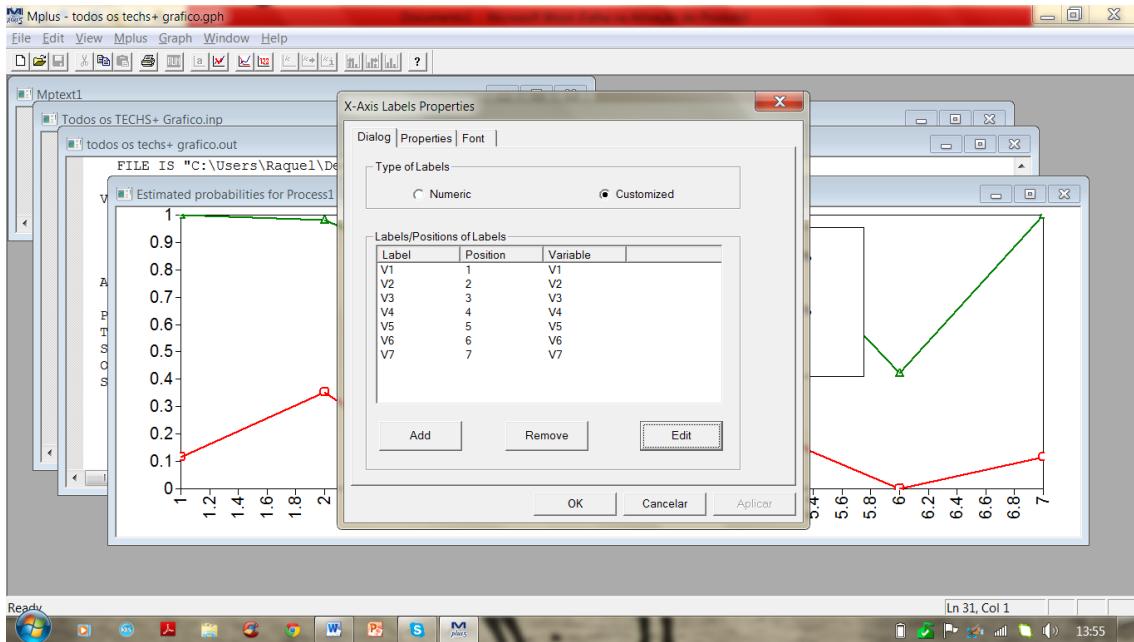 Mplus - todos os techs+ grafico.gph
File Edit View Mplus Graph Window Help
Mptext1
Todos os TECHS+ Grafico.inp
todos os techs+ grafico.out
FILE IS "C:\Users\Raquel\De
V
A
P
T
S
O
S
Estimated probabilities for Process1
1
0.9
0.8
0.7
0.6
0.5
0.4
0.3
0.2
0.1
0
1 1.2 1.4 1.6 1.8 2 5.4 5.6 5.8 6 6.2 6.4 6.6 6.8 7
X-Axis Labels Properties
Dialog Properties Font
Type of Labels
Numeric Customized
Labels/Positions of Labels
Label Position Variable
V1 1 V1
V2 2 V2
V3 3 V3
V4 4 V4
V5 5 V5
V6 6 V6
V7 7 V7
Add Remove Edit
OK Cancelar Aplicar
Ready Ln 31, Col 1
13:55